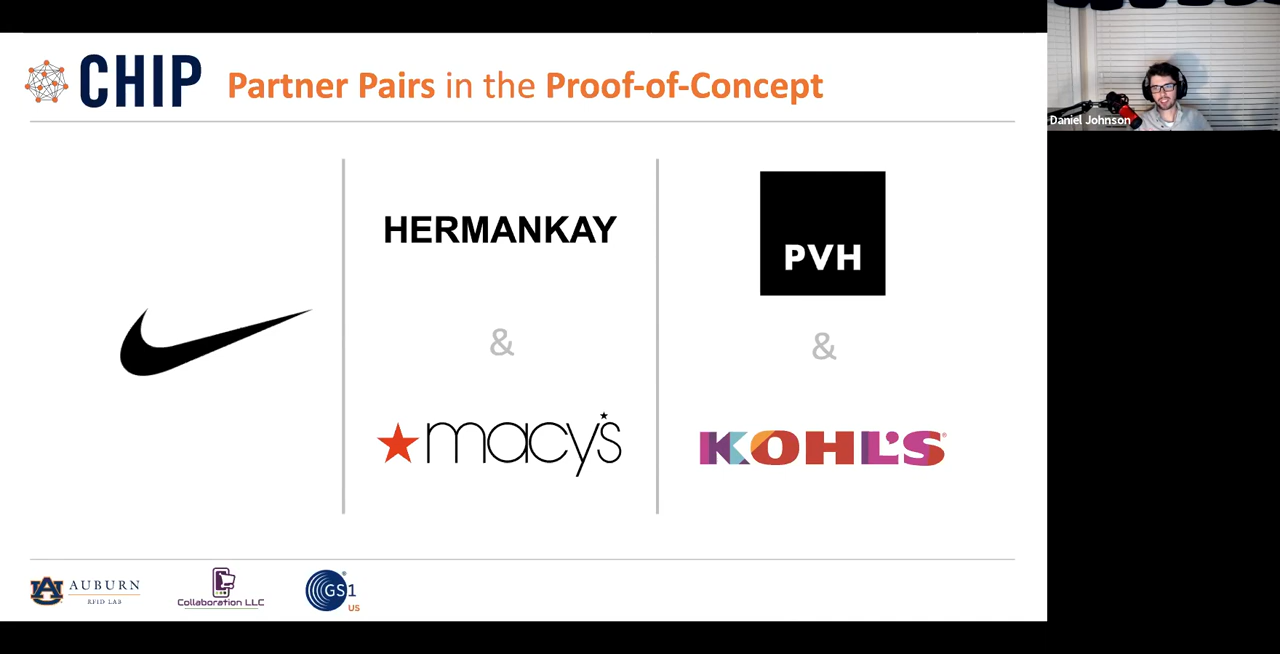 CHIP Partner Pairs in the Proof-of-Concept
Daniel Johnson
HERMANKAY
&
macy's
PVH
&
KOHL'S
AUBURN
RFID LAB
Collaboration LLC
GS1
US